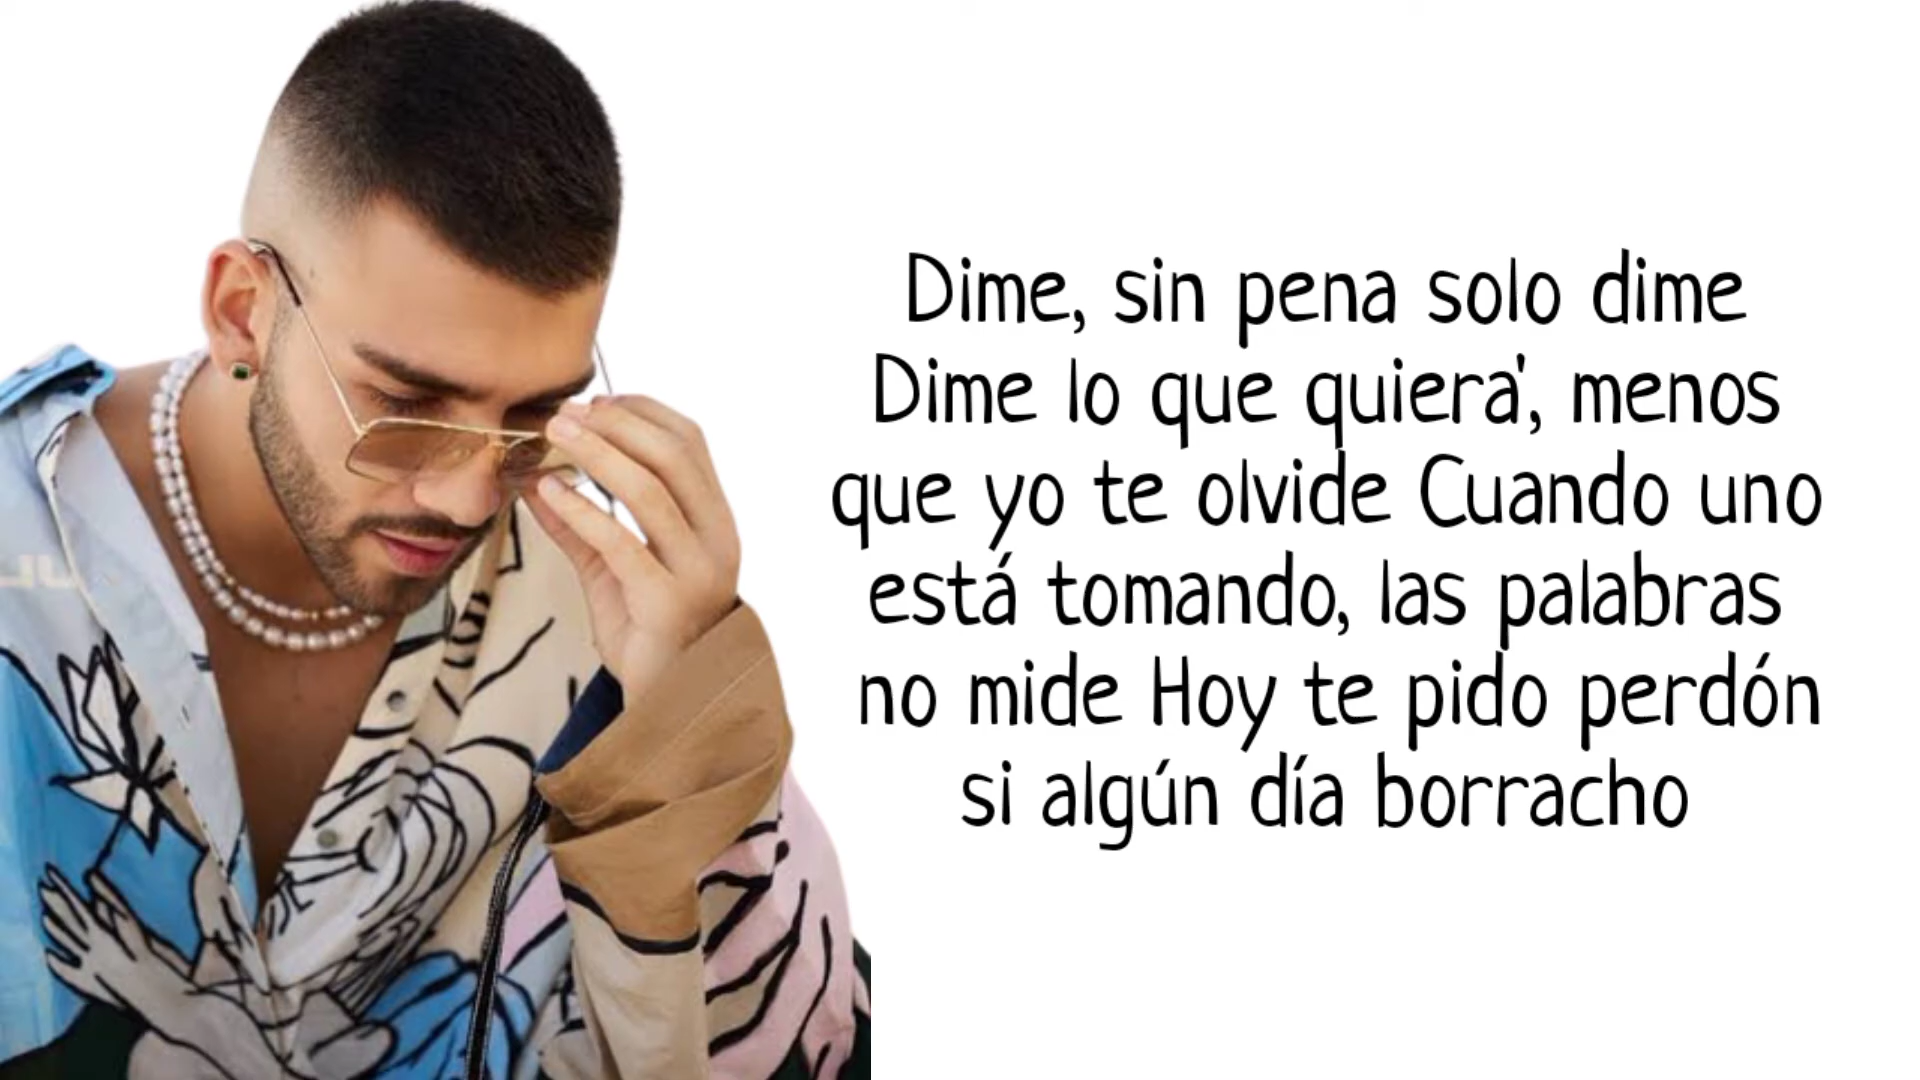 Dime, sin pena solo dime
Dime lo que quiera', menos
que yo te olvide Cuando uno
está tomando, las palabras
no mide Hoy te pido perdón
si algún día borracho